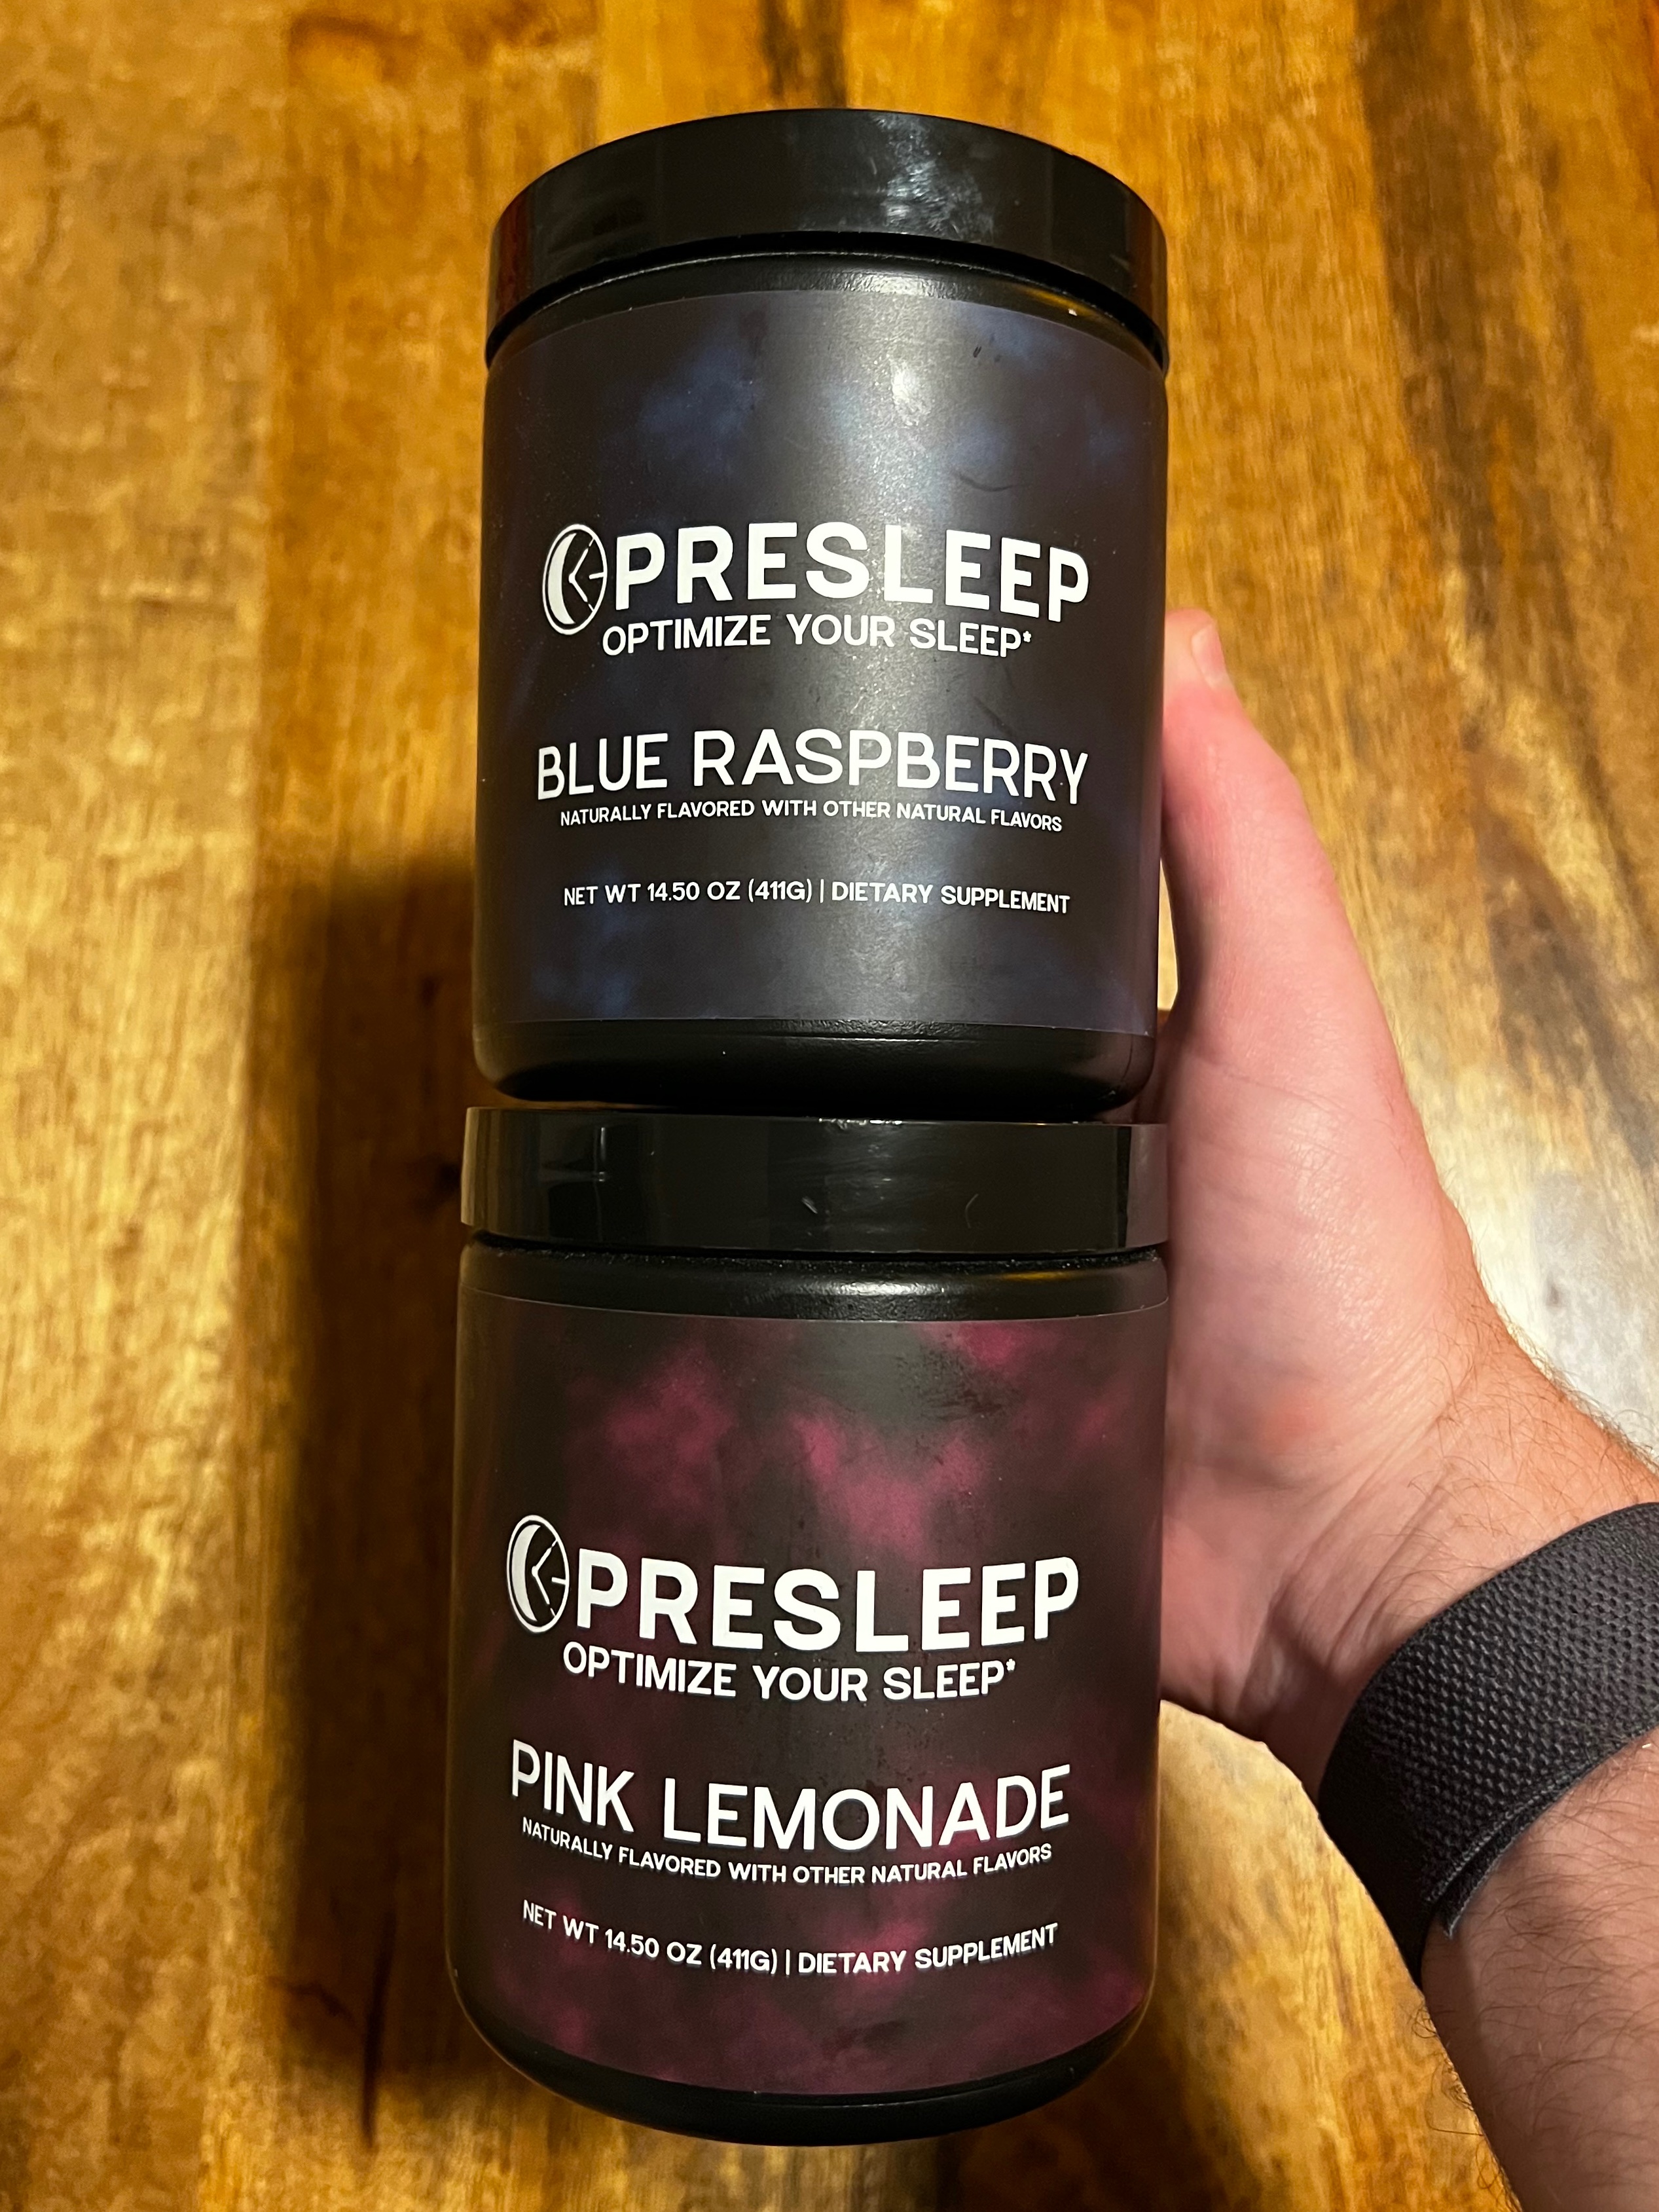 PRESLEEP
OPTIMIZE YOUR SLEEP*
BLUE RASPBERRY
NATURALLY FLAVORED WITH OTHER NATURAL FLAVORS
NET WT 14.50 OZ (411G) | DIETARY SUPPLEMENT
PRESLEEP
OPTIMIZE YOUR SLEEP*
PINK LEMONADE
NATURALLY FLAVORED WITH OTHER NATURAL FLAVORS
NET WT 14.50 OZ (411G) | DIETARY SUPPLEMENT